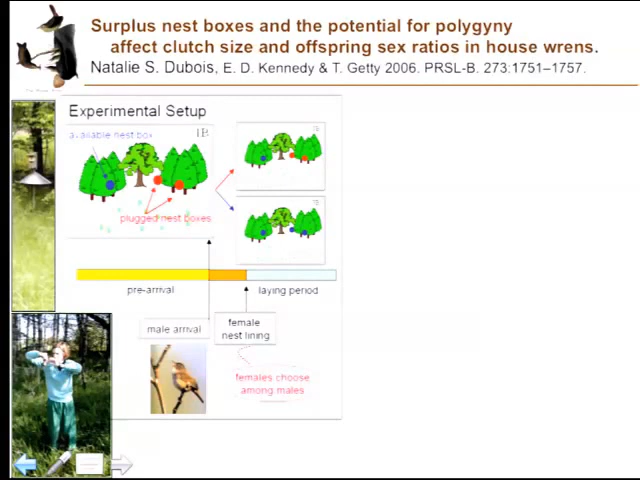 Surplus nest boxes and the potential for polygyny
affect clutch size and offspring sex ratios in house wrens.
Natalie S. Dubois, E. D. Kennedy & T. Getty 2006. PRSL-B. 273:1751–1757.
Experimental Setup
available nest box
plugged nest boxes
pre-arrival
laying period
male arrival
female
nest lining
females choose
among males